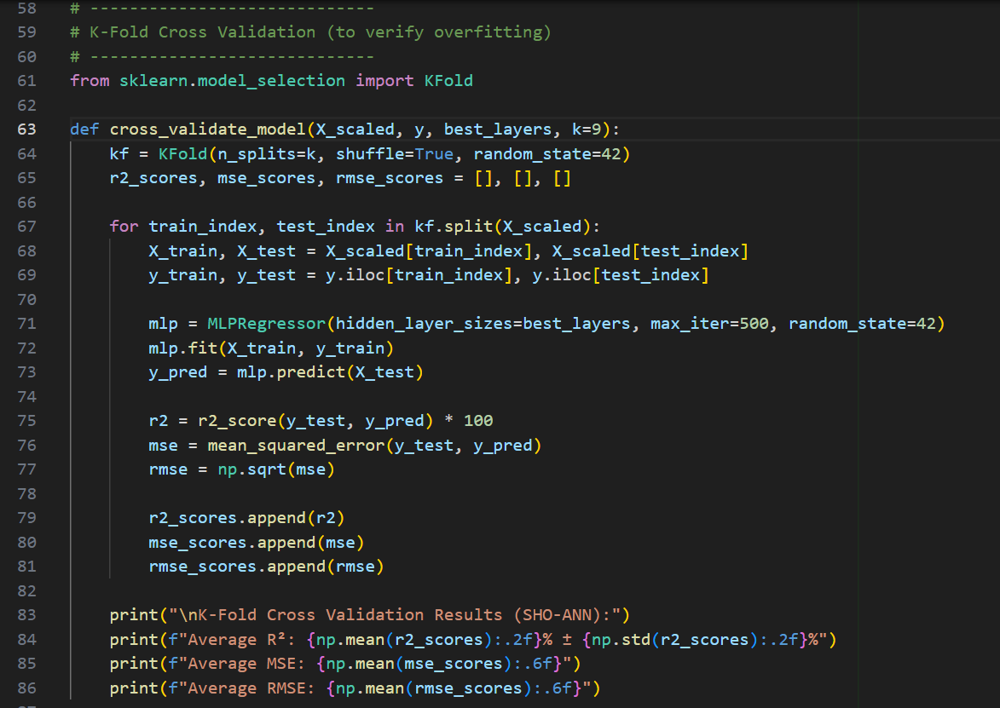 58 # -----------------------------
59 # K-Fold Cross Validation (to verify overfitting)
60 # -----------------------------
61 from sklearn.model_selection import KFold
62
63 def cross_validate_model(X_scaled, y, best_layers, k=9):
64     kf = KFold(n_splits=k, shuffle=True, random_state=42)
65     r2_scores, mse_scores, rmse_scores = [], [], []
66
67     for train_index, test_index in kf.split(X_scaled):
68         X_train, X_test = X_scaled[train_index], X_scaled[test_index]
69         y_train, y_test = y.iloc[train_index], y.iloc[test_index]
70
71         mlp = MLPRegressor(hidden_layer_sizes=best_layers, max_iter=500, random_state=42)
72         mlp.fit(X_train, y_train)
73         y_pred = mlp.predict(X_test)
74
75         r2 = r2_score(y_test, y_pred) * 100
76         mse = mean_squared_error(y_test, y_pred)
77         rmse = np.sqrt(mse)
78
79         r2_scores.append(r2)
80         mse_scores.append(mse)
81         rmse_scores.append(rmse)
82
83     print("\nK-Fold Cross Validation Results (SHO-ANN):")
84     print(f"Average R²: {np.mean(r2_scores):.2f}% ± {np.std(r2_scores):.2f}%")
85     print(f"Average MSE: {np.mean(mse_scores):.6f}")
86     print(f"Average RMSE: {np.mean(rmse_scores):.6f}")